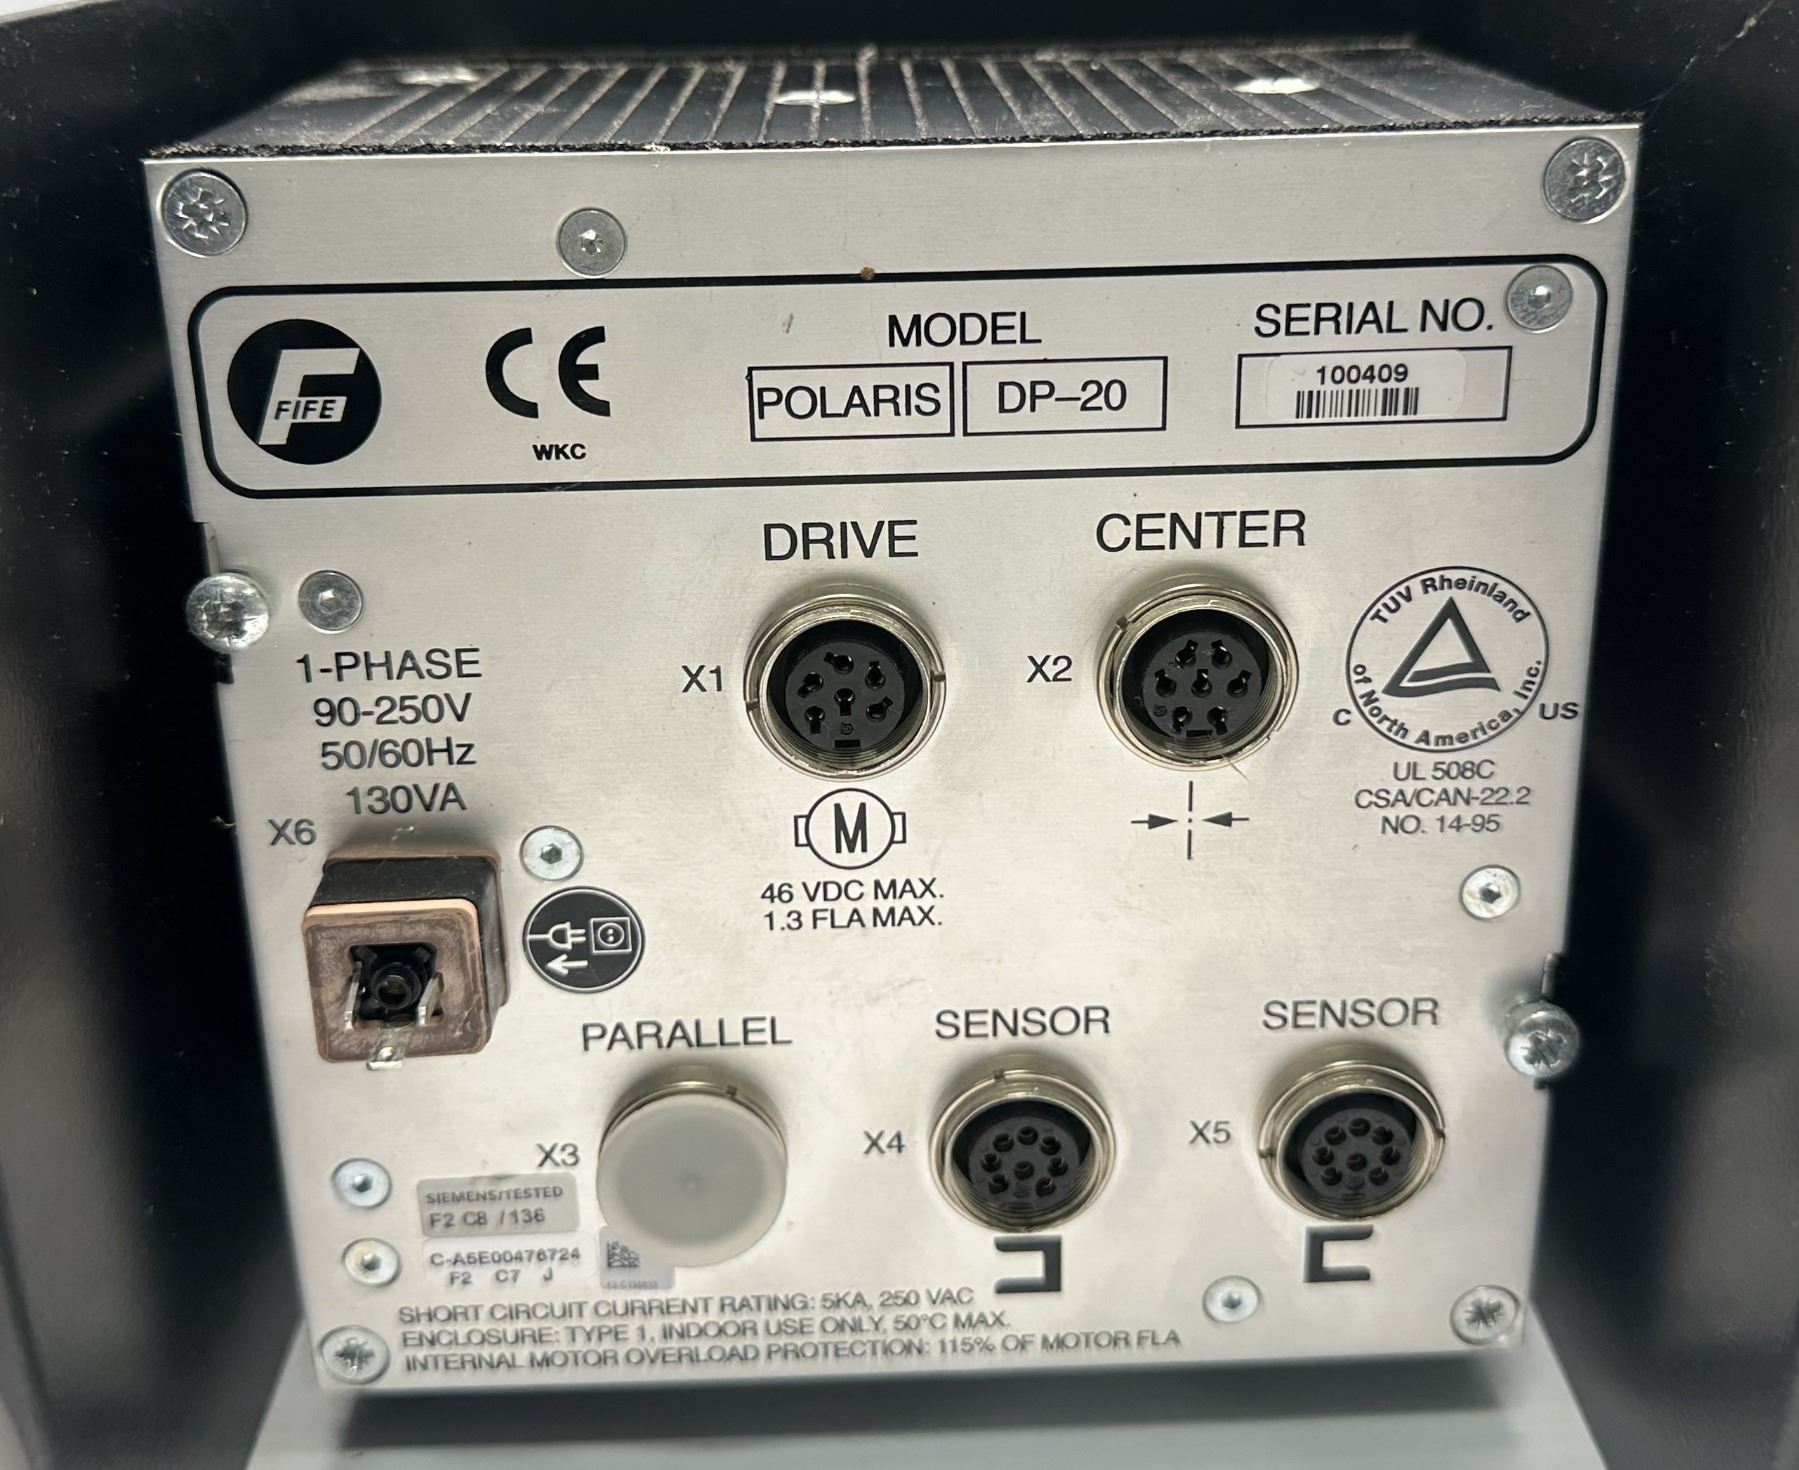 FIFE
CE
WKC
MODEL
POLARIS DP-20
SERIAL NO.
100409
DRIVE
CENTER
X1
X2
TUV Rheinland
of North America, Inc.
C US
UL 508C
CSA/CAN-22.2
NO. 14-95
1-PHASE
90-250V
50/60Hz
130VA
X6
M
46 VDC MAX.
1.3 FLA MAX.
PARALLEL
SENSOR
SENSOR
X3
X4
X5
SIEMENS/TESTED
F2 C8 /136
C-A5E00476724
F2 C7 J
SHORT CIRCUIT CURRENT RATING: 5KA, 250 VAC
ENCLOSURE: TYPE 1, INDOOR USE ONLY, 50°C MAX.
INTERNAL MOTOR OVERLOAD PROTECTION: 115% OF MOTOR FLA